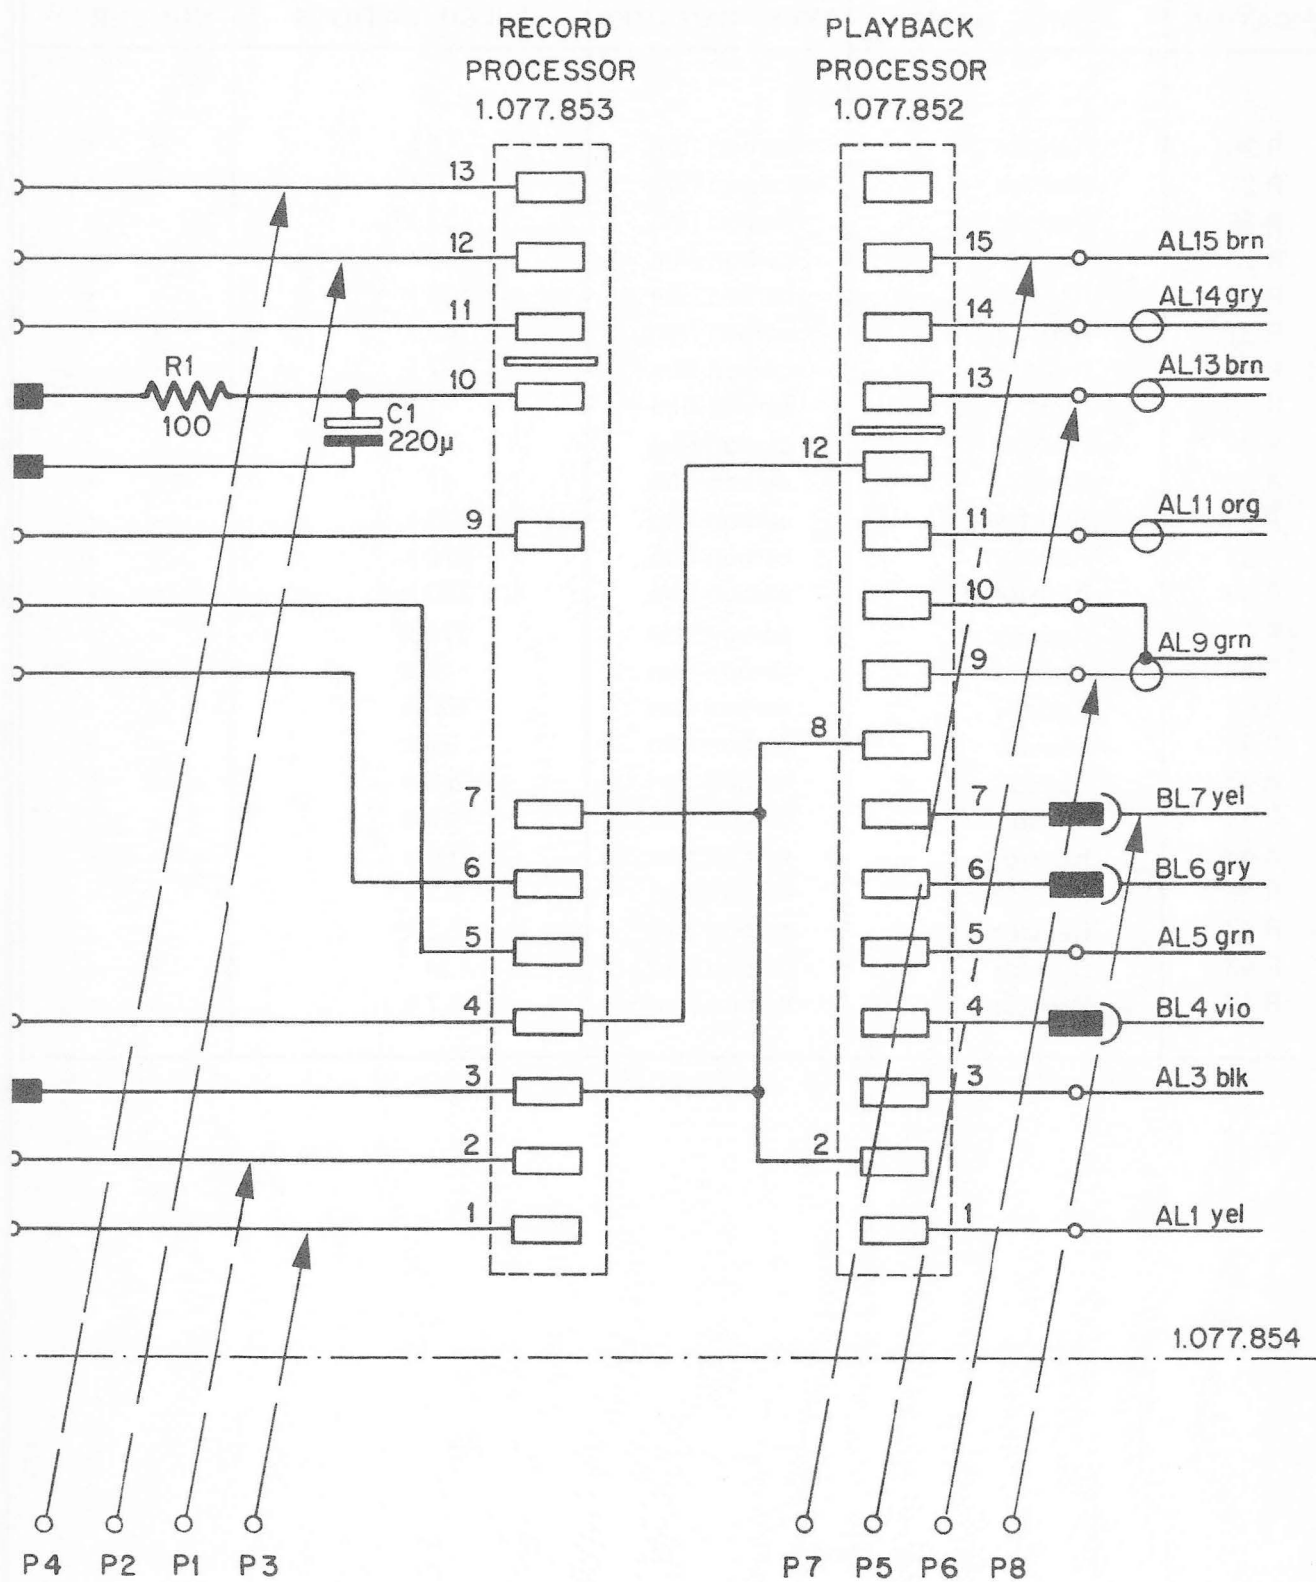 RECORD
PROCESSOR
1.077.853
PLAYBACK
PROCESSOR
1.077.852
13
12
11
R1
100
10
C1
220µ
9
7
6
5
4
3
2
1
15
AL15 brn
14
AL14 gry
13
AL13 brn
12
11
AL11 org
10
9
AL9 grn
8
7
BL7 yel
6
BL6 gry
5
AL5 grn
4
BL4 vio
3
AL3 blk
2
1
AL1 yel
1.077.854
P4
P2
P1
P3
P7
P5
P6
P8